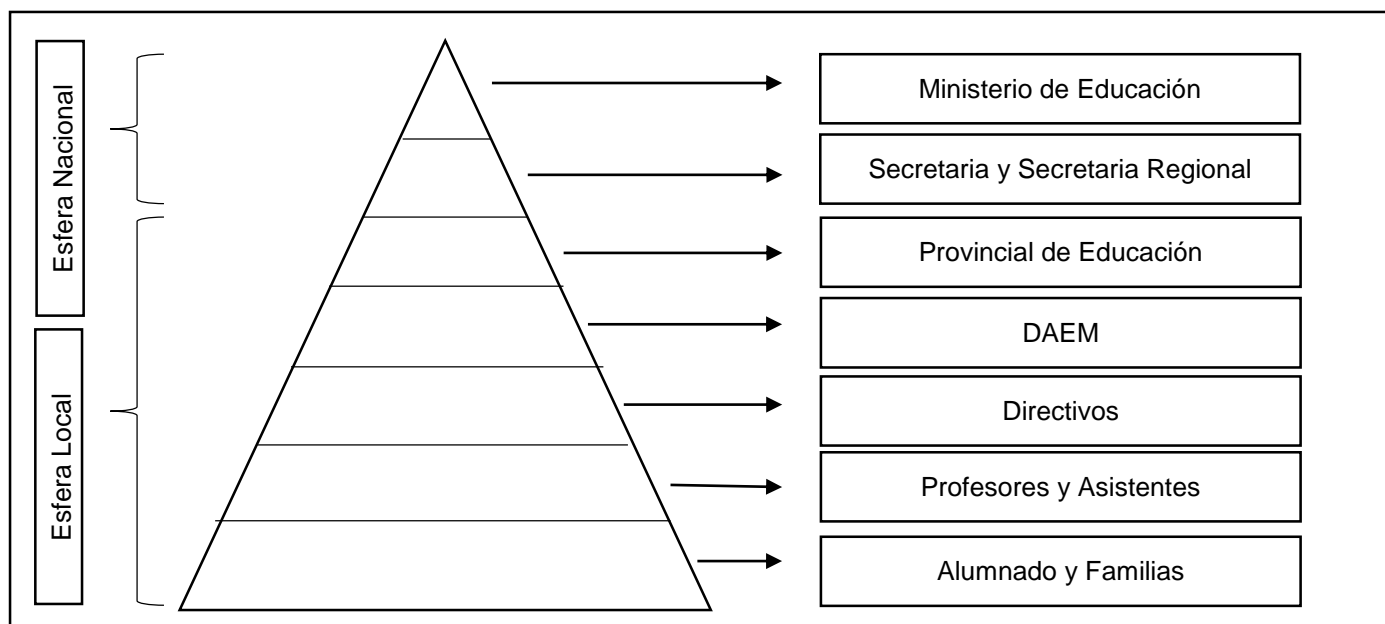 Esfera Nacional
Esfera Local
Ministerio de Educación
Secretaria y Secretaria Regional
Provincial de Educación
DAEM
Directivos
Profesores y Asistentes
Alumnado y Familias